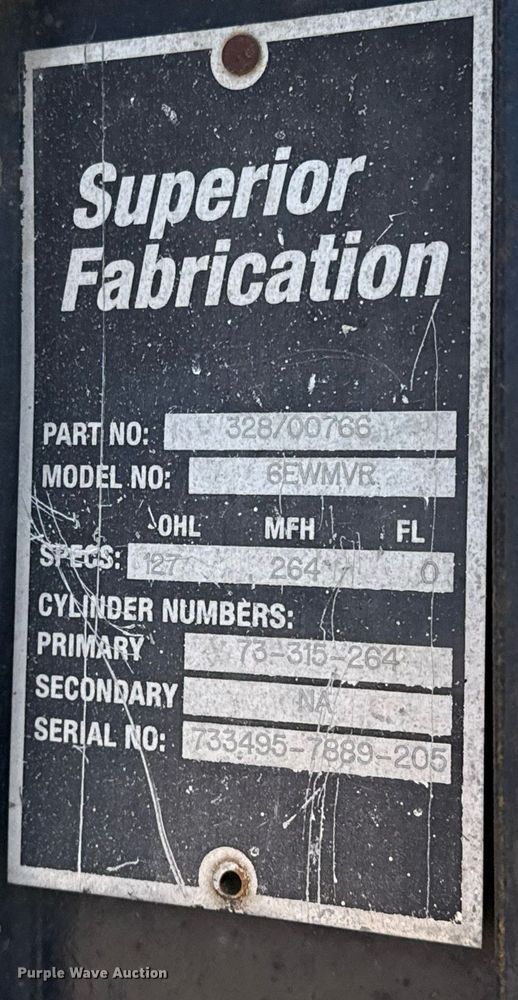 Superior
Fabrication
PART NO: 328/00766
MODEL NO: 6EWMVR
OHL MFH FL
SPECS: 127 264 0
CYLINDER NUMBERS:
PRIMARY 73-315-264
SECONDARY NA
SERIAL NO: 733495-7889-205
Purple Wave Auction